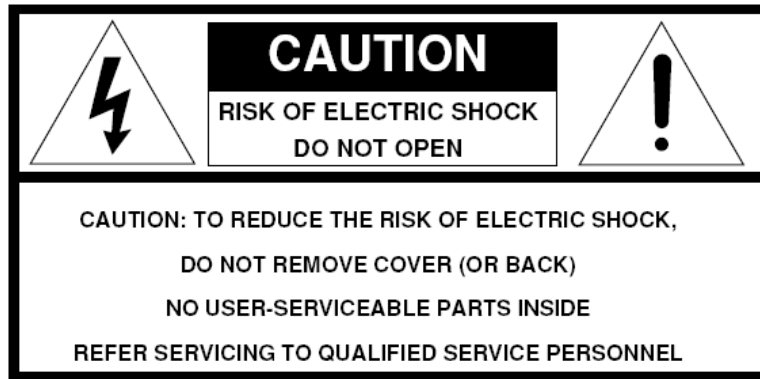 CAUTION
RISK OF ELECTRIC SHOCK
DO NOT OPEN
CAUTION: TO REDUCE THE RISK OF ELECTRIC SHOCK,
DO NOT REMOVE COVER (OR BACK)
NO USER-SERVICEABLE PARTS INSIDE
REFER SERVICING TO QUALIFIED SERVICE PERSONNEL